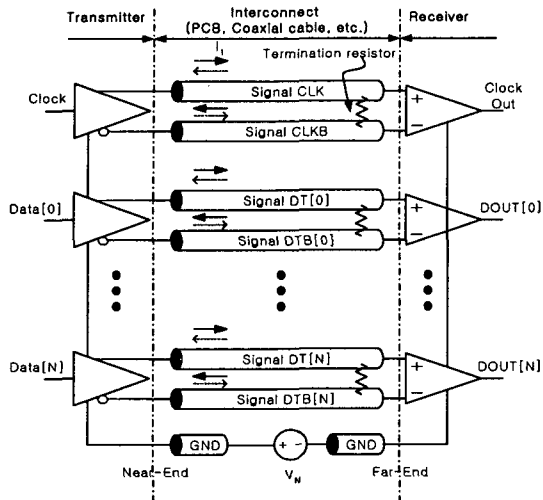 Transmitter
Interconnect
(PCB, Coaxial cable, etc.)
Receiver
I₁
Termination resistor
Clock
Signal CLK
+
Clock
Out
Signal CLKB
−
Data[0]
Signal DT[0]
+
DOUT[0]
Signal DTB[0]
−
Data[N]
Signal DT[N]
+
DOUT[N]
Signal DTB[N]
−
GND
+ −
GND
Near-End
V_N
Far-End